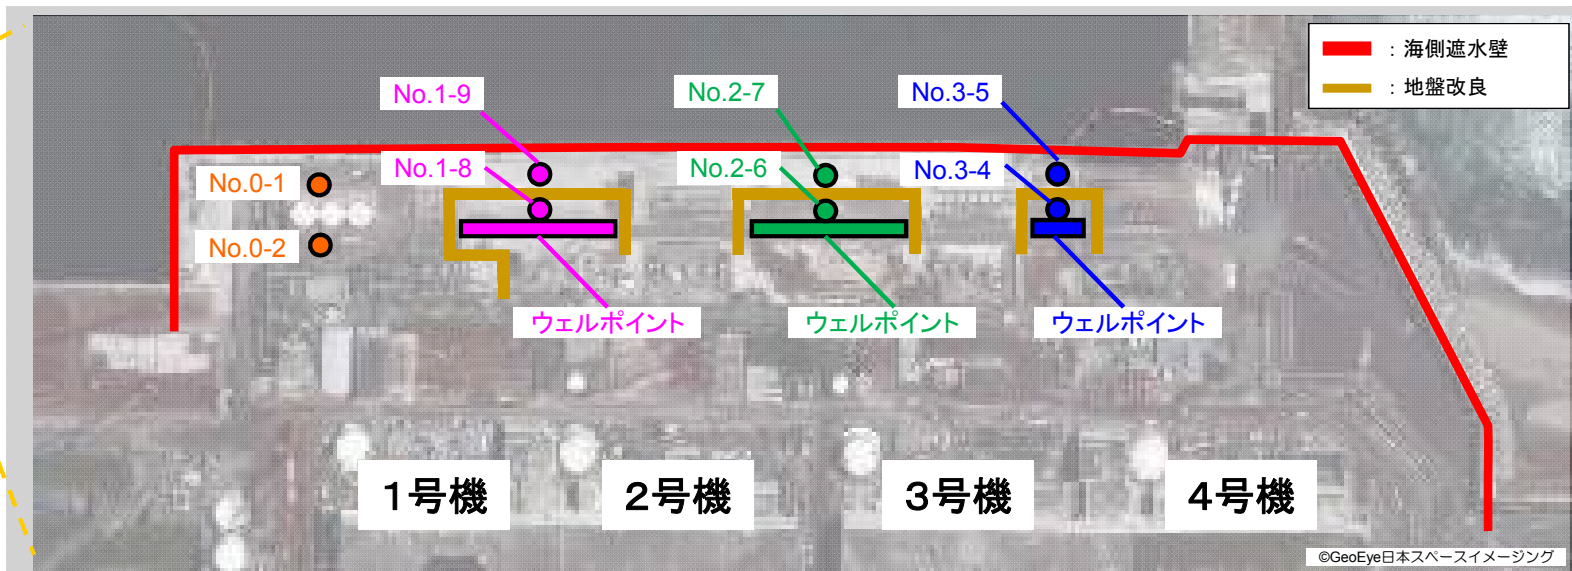 ：海側遮水壁
：地盤改良
No.1-9
No.2-7
No.3-5
No.1-8
No.2-6
No.3-4
No.0-1
No.0-2
ウェルポイント
ウェルポイント
ウェルポイント
1号機
2号機
3号機
4号機
©GeoEye日本スペースイメージング